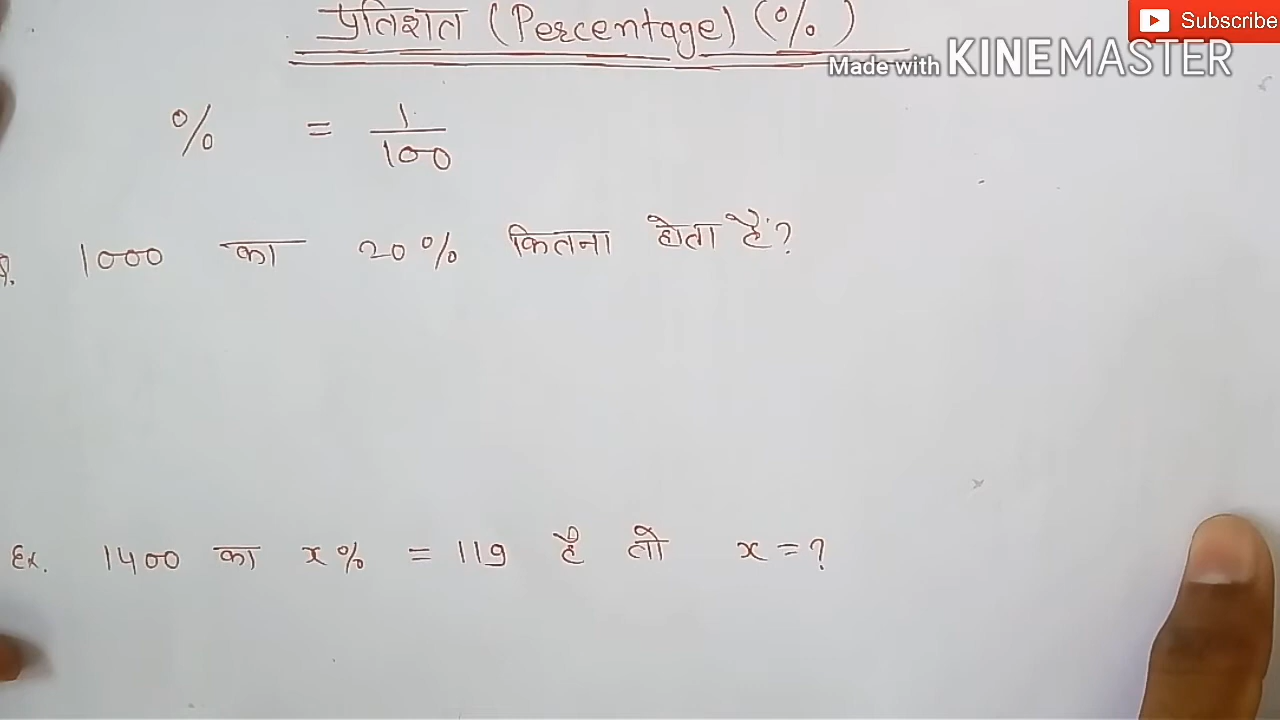 प्रतिशत (Percentage) (%)
Subscribe
Made with KINEMASTER
% = 1/100
1000 का 20% कितना होता हैं?
Ex. 1400 का x% = 119 है तो x = ?